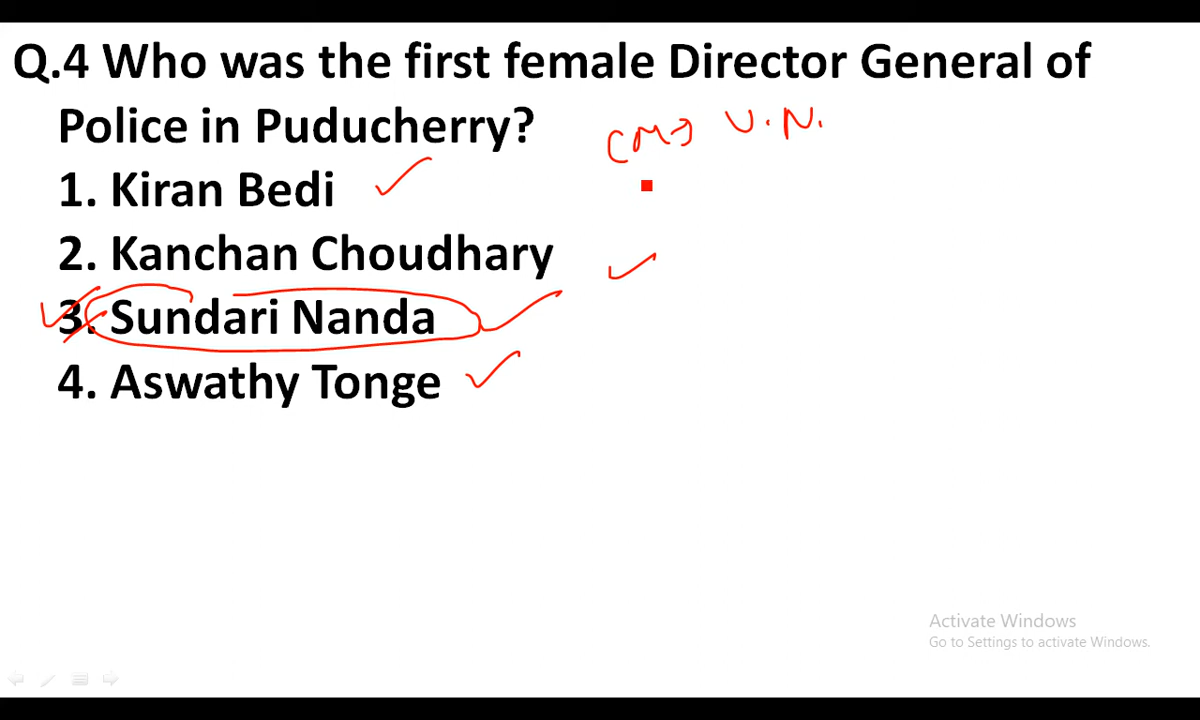 Q.4 Who was the first female Director General of
Police in Puducherry?
CM→ V.N.
1. Kiran Bedi
2. Kanchan Choudhary
3. Sundari Nanda
4. Aswathy Tonge
Activate Windows
Go to Settings to activate Windows.